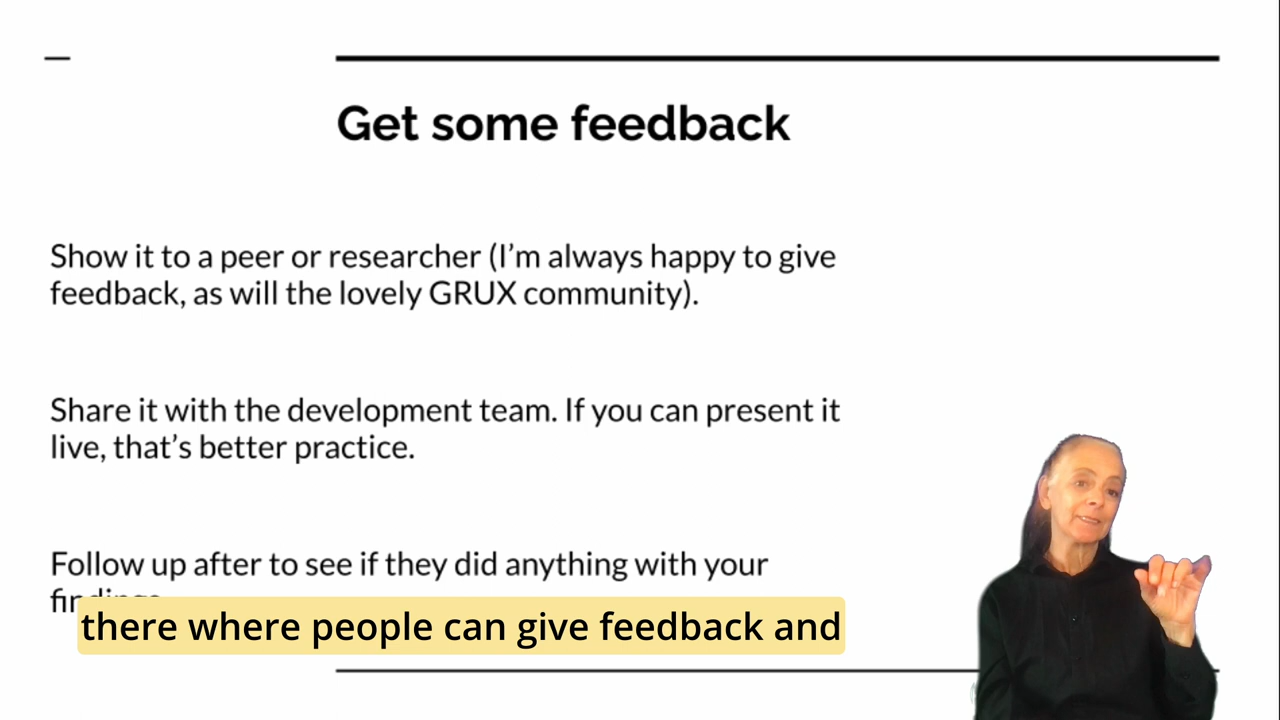 Get some feedback
Show it to a peer or researcher (I’m always happy to give
feedback, as will the lovely GRUX community).
Share it with the development team. If you can present it
live, that’s better practice.
Follow up after to see if they did anything with your
findings
there where people can give feedback and